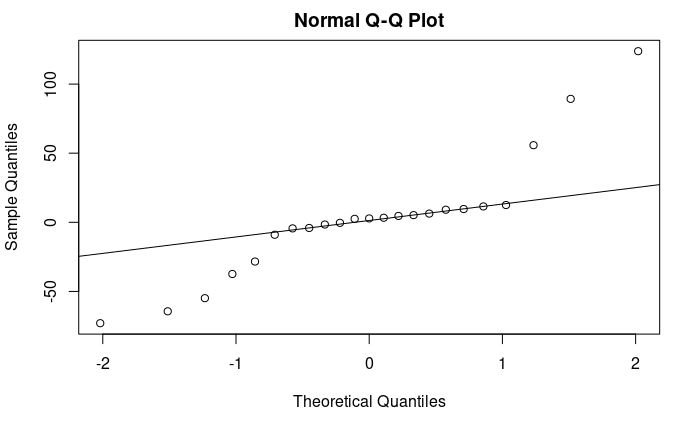 Normal Q-Q Plot
100
50
0
-50
Sample Quantiles
-2 -1 0 1 2
Theoretical Quantiles